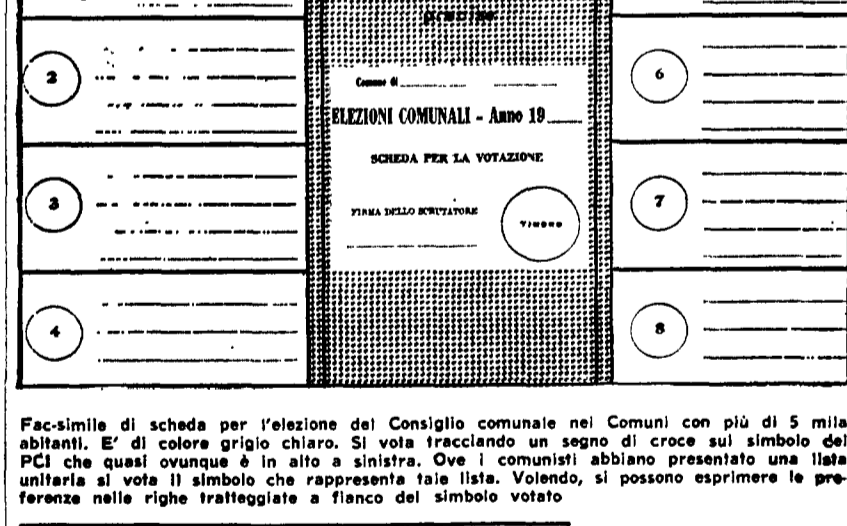 2
3
4
Comune di
ELEZIONI COMUNALI - Anno 19
SCHEDA PER LA VOTAZIONE
FIRMA DELLO SCRUTATORE
TIMBRO
6
7
8
Fac-simile di scheda per l'elezione del Consiglio comunale nei Comuni con più di 5 mila
abitanti. E' di colore grigio chiaro. Si vota tracciando un segno di croce sul simbolo del
PCI che quasi ovunque è in alto a sinistra. Ove i comunisti abbiano presentato una lista
unitaria si vota il simbolo che rappresenta tale lista. Volendo, si possono esprimere le pre-
ferenze nelle righe tratteggiate a fianco del simbolo votato